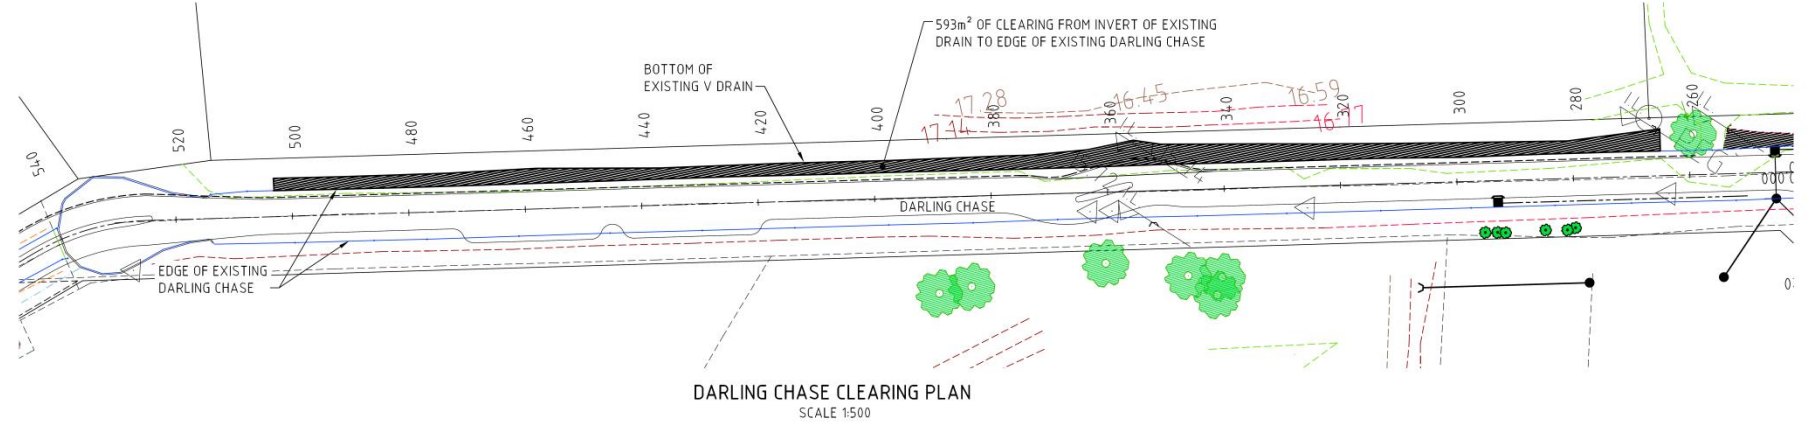 593m² OF CLEARING FROM INVERT OF EXISTING
DRAIN TO EDGE OF EXISTING DARLING CHASE
BOTTOM OF
EXISTING V DRAIN
17.28
16.45
16.59
17.14
16.77
540
520
500
480
460
440
420
400
380
360
340
320
300
280
260
DARLING CHASE
EDGE OF EXISTING
DARLING CHASE
DARLING CHASE CLEARING PLAN
SCALE 1:500